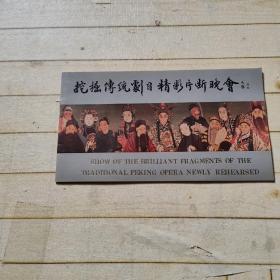 挖掘傳統劇目精彩片斷晚會
SHOW OF THE BRILLIANT FRAGMENTS OF THE
TRADITIONAL PEKING OPERA NEWLY REHEARSED